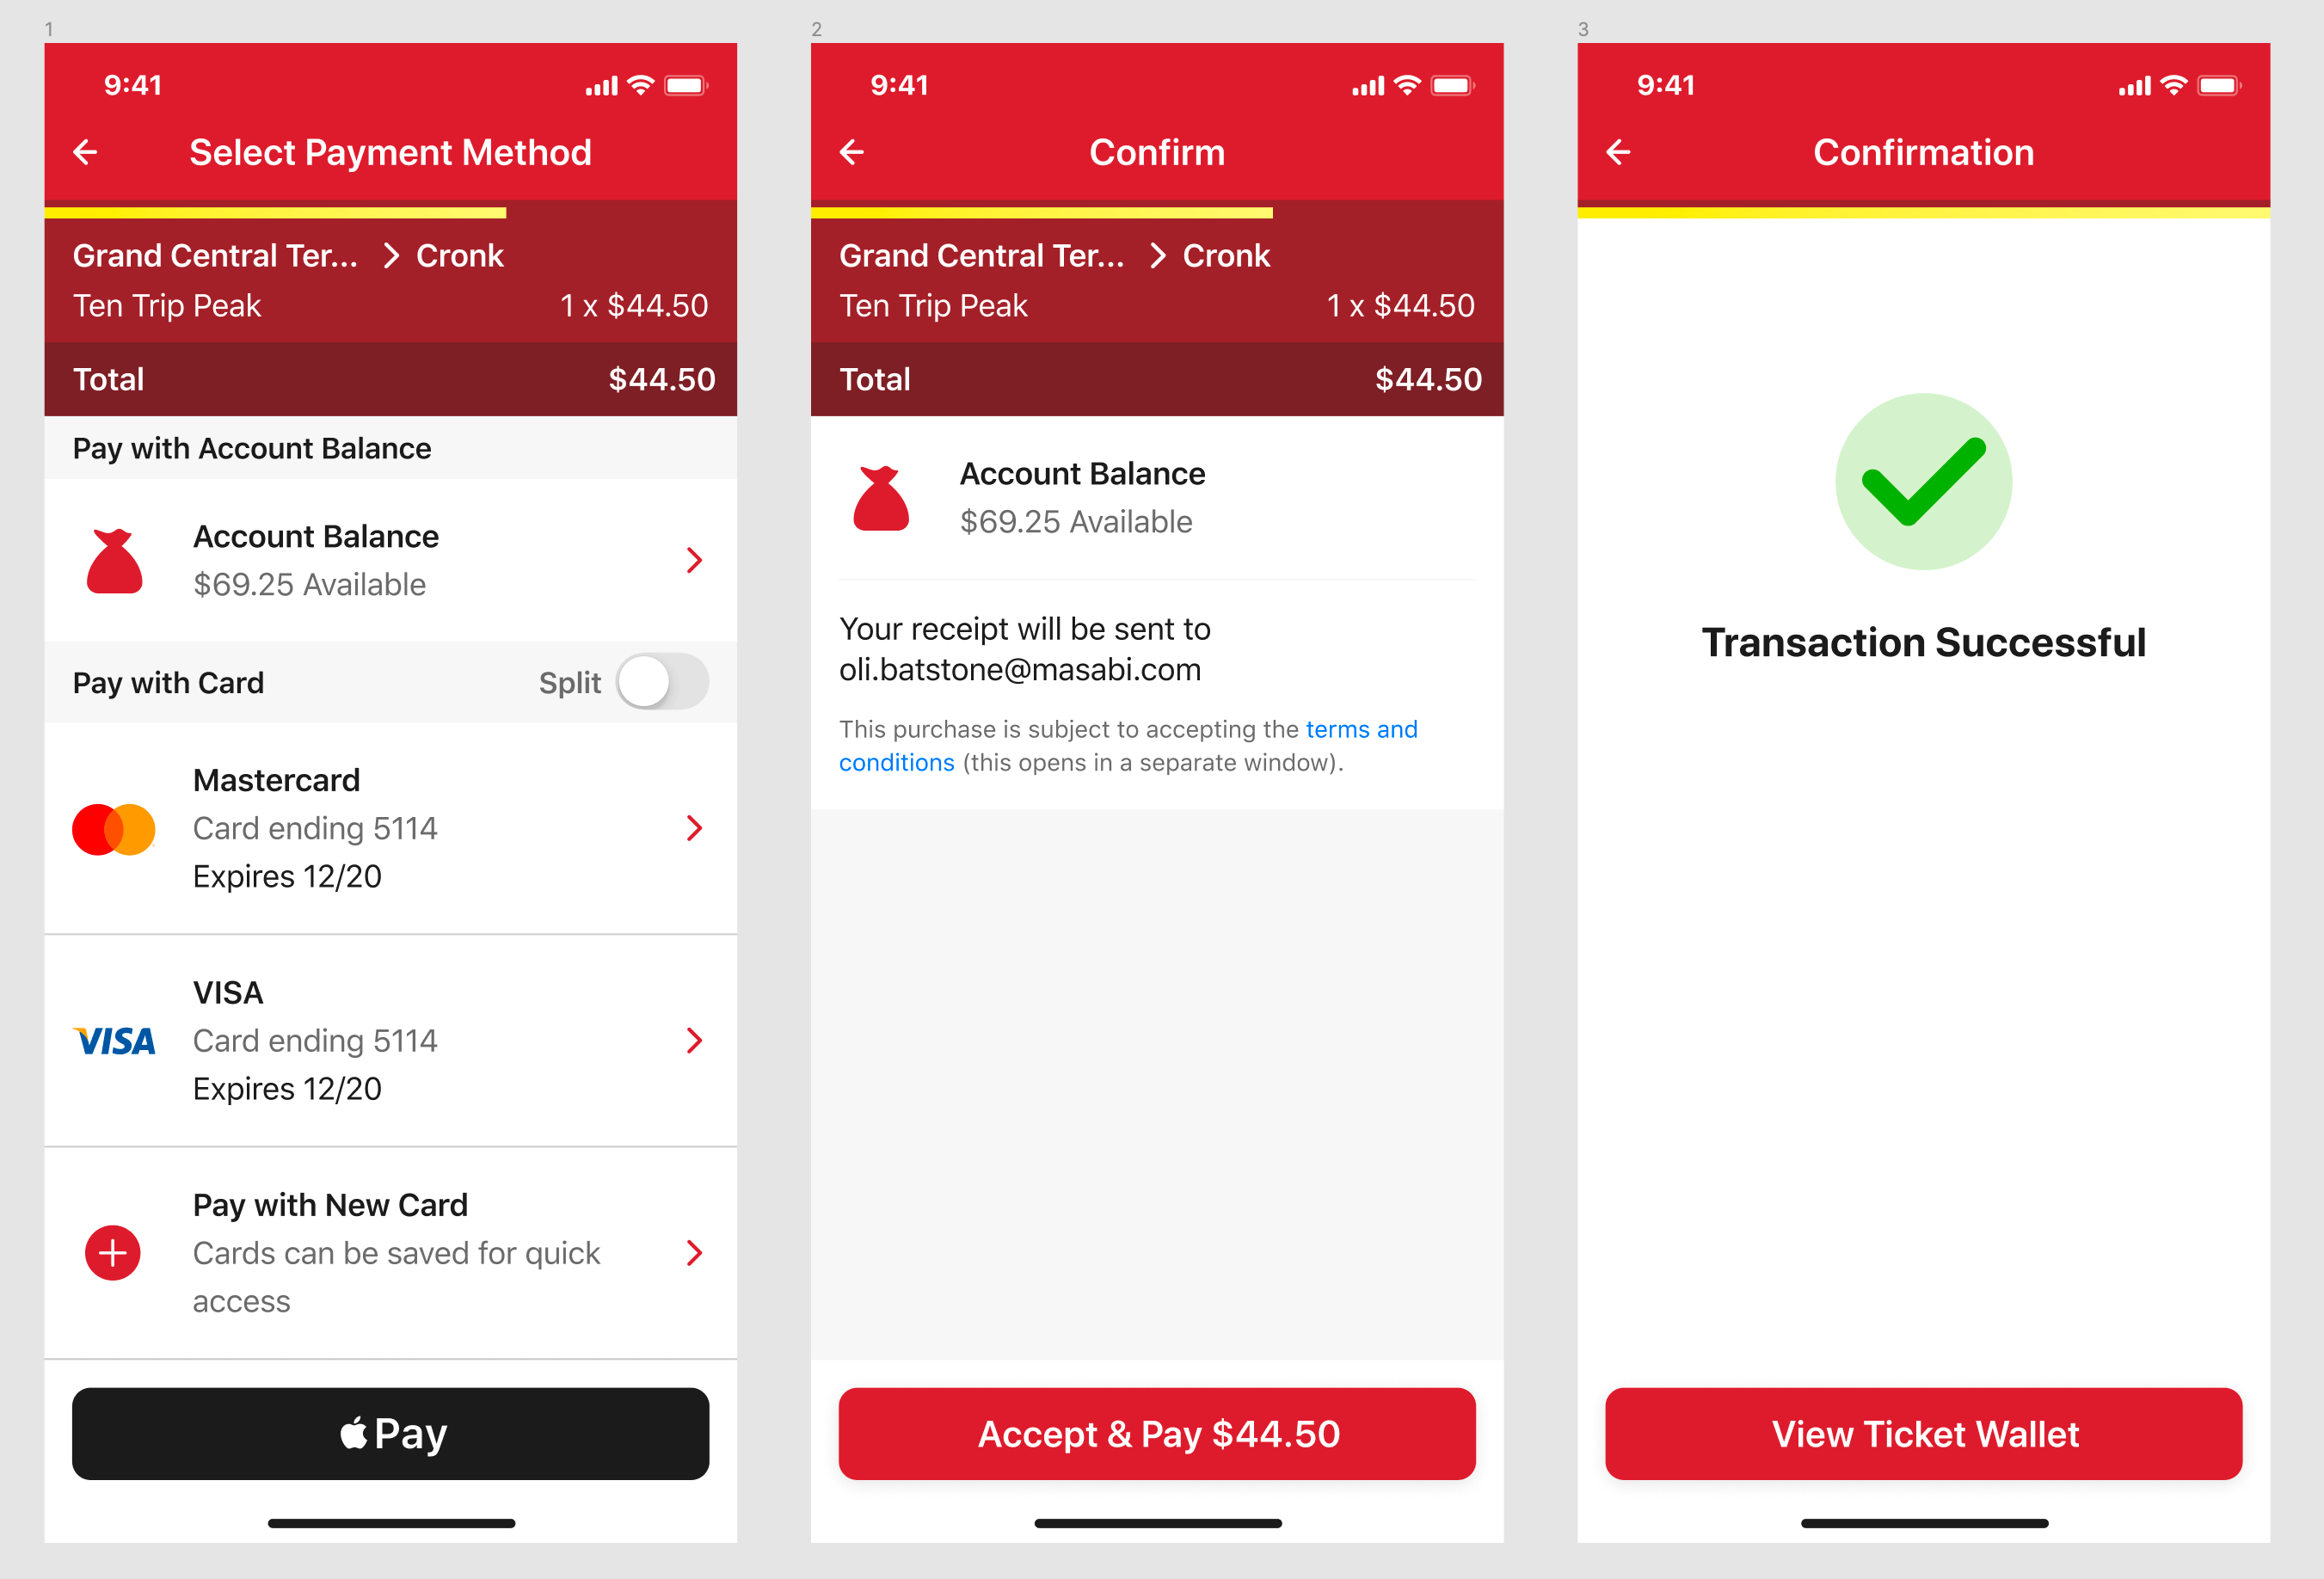 1
9:41
Select Payment Method
Grand Central Ter... > Cronk
Ten Trip Peak 1 x $44.50
Total $44.50
Pay with Account Balance
Account Balance
$69.25 Available
Pay with Card Split
Mastercard
Card ending 5114
Expires 12/20
VISA
VISA
Card ending 5114
Expires 12/20
Pay with New Card
Cards can be saved for quick
access
Pay
2
9:41
Confirm
Grand Central Ter... > Cronk
Ten Trip Peak 1 x $44.50
Total $44.50
Account Balance
$69.25 Available
Your receipt will be sent to
oli.batstone@masabi.com
This purchase is subject to accepting the terms and
conditions (this opens in a separate window).
Accept & Pay $44.50
3
9:41
Confirmation
Transaction Successful
View Ticket Wallet